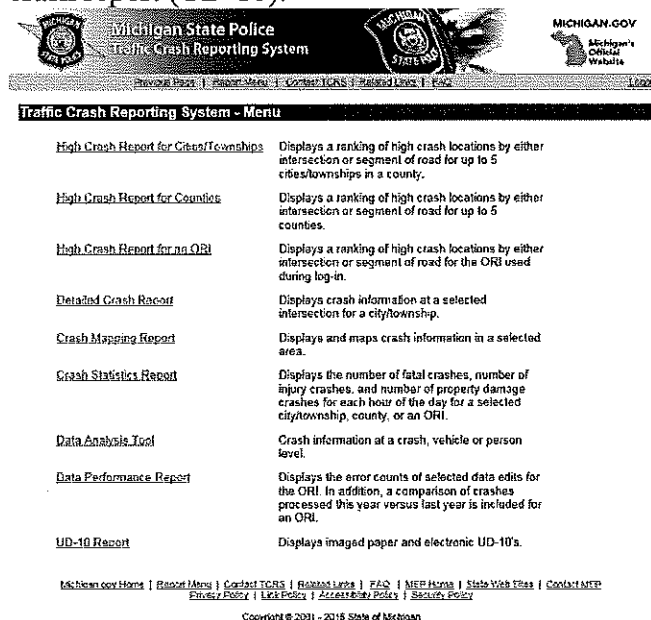 crash report (UD-10).
Michigan State Police
Traffic Crash Reporting System
MICHIGAN.GOV
Michigan's
Official
Website
Previous Page | Report Menu | Contact TCRS | Related Links | FAQ
Traffic Crash Reporting System - Menu
High Crash Report for Cities/Townships Displays a ranking of high crash locations by either
intersection or segment of road for up to 5
cities/townships in a county.
High Crash Report for Counties Displays a ranking of high crash locations by either
intersection or segment of road for up to 5
counties.
High Crash Report for an ORI Displays a ranking of high crash locations by either
intersection or segment of road for the ORI used
during log-in.
Detailed Crash Report Displays crash information at a selected
intersection for a city/township.
Crash Mapping Report Displays and maps crash information in a selected
area.
Crash Statistics Report Displays the number of fatal crashes, number of
injury crashes, and number of property damage
crashes for each hour of the day for a selected
city/township, county, or an ORI.
Data Analysis Tool Crash information at a crash, vehicle or person
level.
Data Performance Report Displays the error counts of selected data edits for
the ORI. In addition, a comparison of crashes
processed this year versus last year is included for
an ORI.
UD-10 Report Displays imaged paper and electronic UD-10's.
Michigan.gov Home | Report Menu | Contact TCRS | Related Links | FAQ | MSP Home | State Web Sites | Contact MSP
Privacy Policy | Link Policy | Accessibility Policy | Security Policy
Copyright © 2001 - 2015 State of Michigan